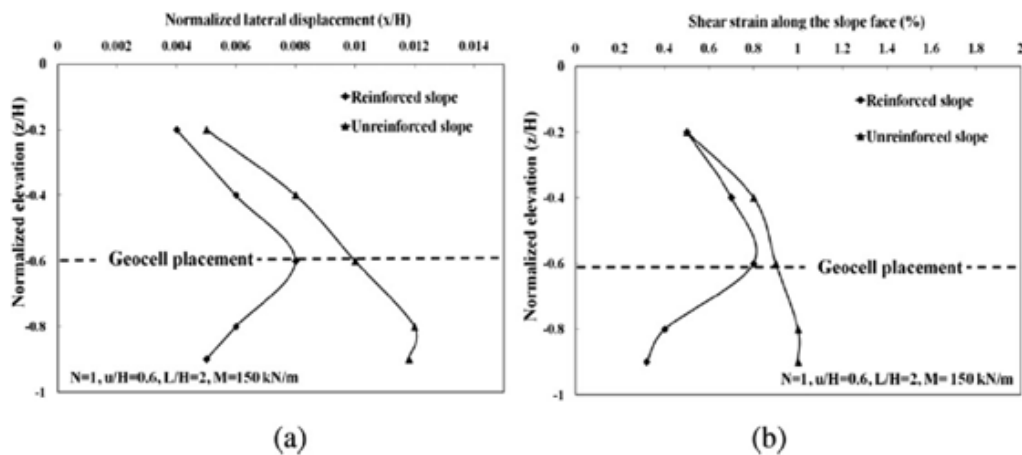 Normalized lateral displacement (x/H)
0 0.002 0.004 0.006 0.008 0.01 0.012 0.014
0
-0.2
-0.4
-0.6
-0.8
-1
Normalized elevation (z/H)
Reinforced slope
Unreinforced slope
Geocell placement
N=1, u/H=0.6, L/H=2, M=150 kN/m
(a)
Shear strain along the slope face (%)
0 0.2 0.4 0.6 0.8 1 1.2 1.4 1.6 1.8 2
0
-0.2
-0.4
-0.6
-0.8
-1
Normalized elevation (z/H)
Reinforced slope
Unreinforced slope
Geocell placement
N=1, u/H=0.6, L/H=2, M= 150 kN/m
(b)